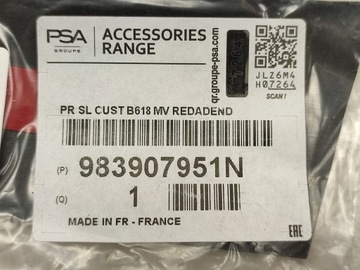 PSA
GROUPE
ACCESSORIES
RANGE
qr.groupe-psa.com
JLZ6M4
H07264
SCAN !
PR SL CUST B618 MV REDADEND
(P) 983907951N
(Q) 1
MADE IN FR - FRANCE
EAC